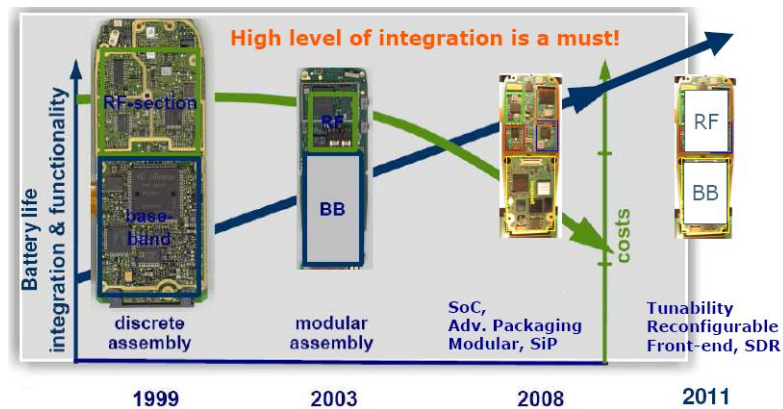 High level of integration is a must!
Battery life
integration & functionality
RF-section
base-
band
RF
BB
RF
BB
costs
discrete
assembly
modular
assembly
SoC,
Adv. Packaging
Modular, SiP
Tunability
Reconfigurable
Front-end, SDR
1999
2003
2008
2011